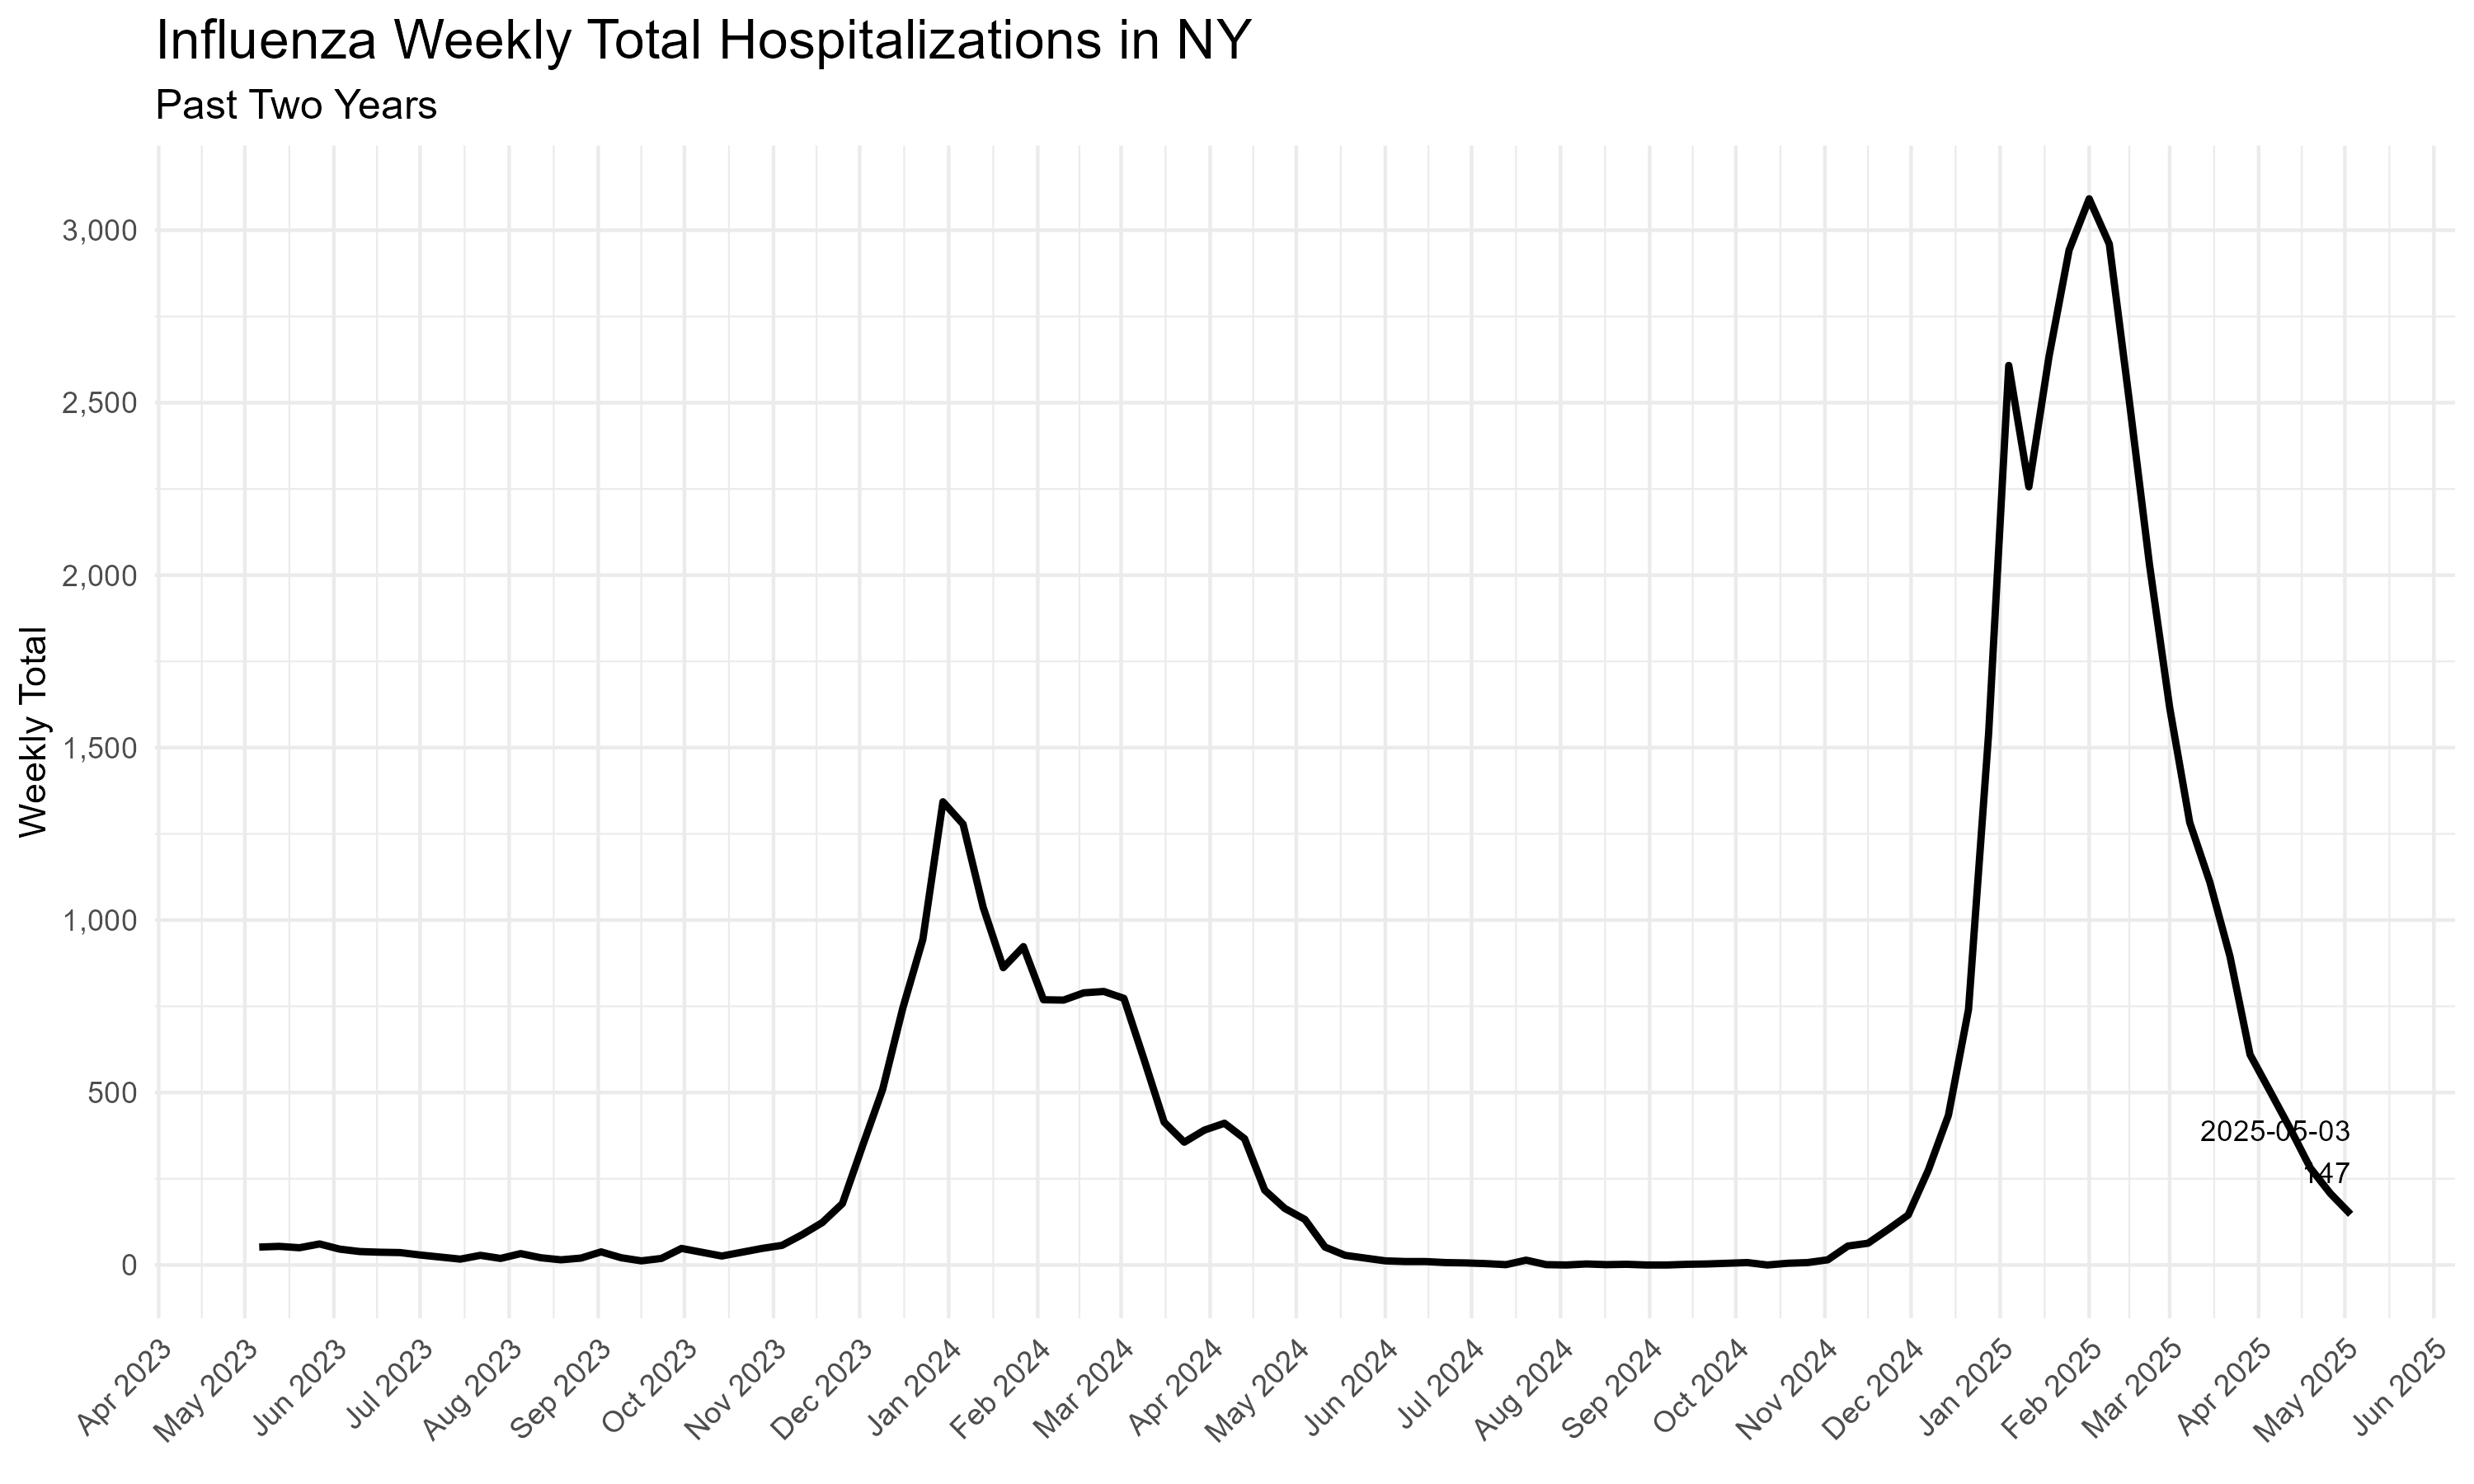 Influenza Weekly Total Hospitalizations in NY
Past Two Years
Weekly Total
3,000
2,500
2,000
1,500
1,000
500
0
2025-05-03
147
Apr 2023
May 2023
Jun 2023
Jul 2023
Aug 2023
Sep 2023
Oct 2023
Nov 2023
Dec 2023
Jan 2024
Feb 2024
Mar 2024
Apr 2024
May 2024
Jun 2024
Jul 2024
Aug 2024
Sep 2024
Oct 2024
Nov 2024
Dec 2024
Jan 2025
Feb 2025
Mar 2025
Apr 2025
May 2025
Jun 2025